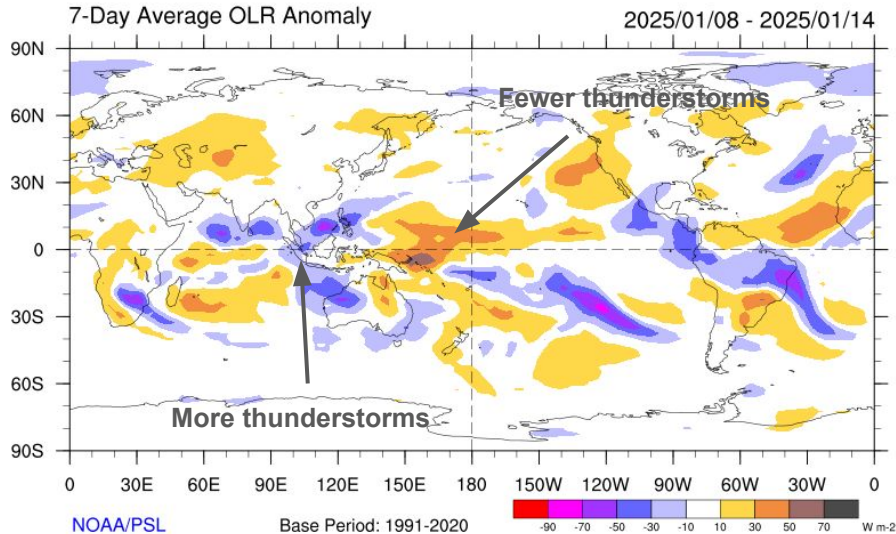 7-Day Average OLR Anomaly 2025/01/08 - 2025/01/14
90N
Fewer thunderstorms
60N
30N
0
30S
60S
More thunderstorms
90S
0 30E 60E 90E 120E 150E 180 150W 120W 90W 60W 30W 0
NOAA/PSL Base Period: 1991-2020
-90 -70 -50 -30 -10 10 30 50 70 W m-2